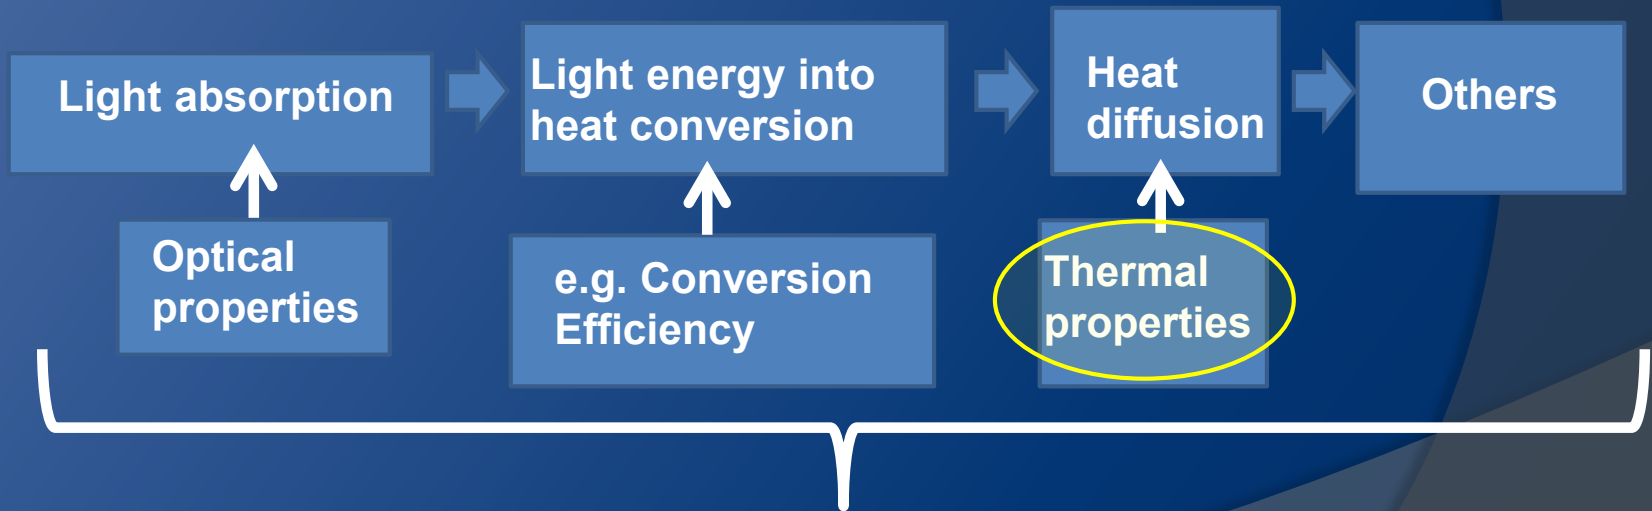 Light absorption
Light energy into
heat conversion
Heat
diffusion
Others
Optical
properties
e.g. Conversion
Efficiency
Thermal
properties